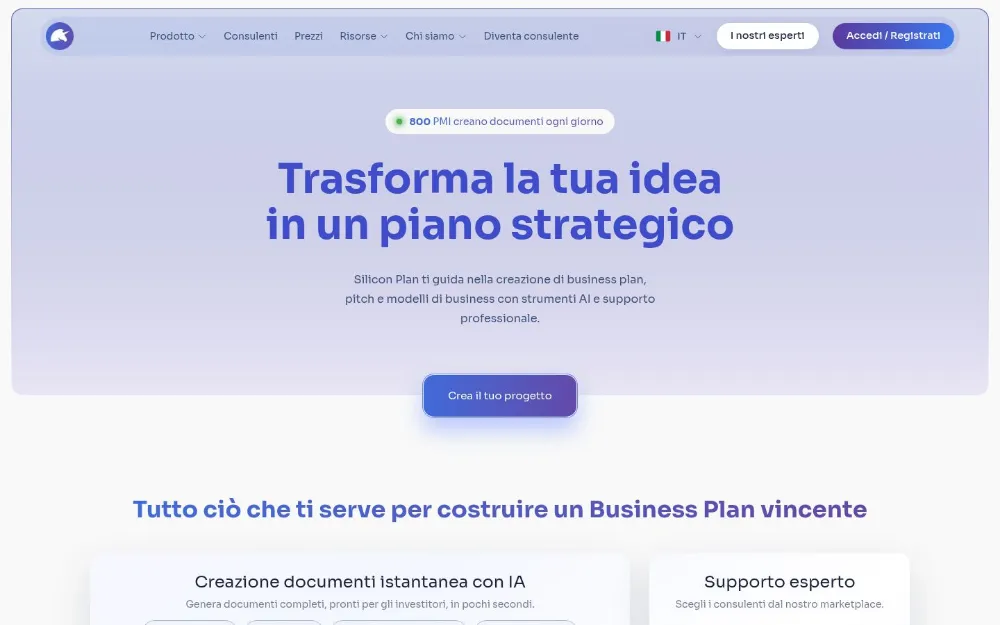 Prodotto
Consulenti
Prezzi
Risorse
Chi siamo
Diventa consulente
IT
I nostri esperti
Accedi / Registrati
800 PMI creano documenti ogni giorno
Trasforma la tua idea
in un piano strategico
Silicon Plan ti guida nella creazione di business plan,
pitch e modelli di business con strumenti AI e supporto
professionale.
Crea il tuo progetto
Tutto ciò che ti serve per costruire un Business Plan vincente
Creazione documenti istantanea con IA
Genera documenti completi, pronti per gli investitori, in pochi secondi.
Supporto esperto
Scegli i consulenti dal nostro marketplace.